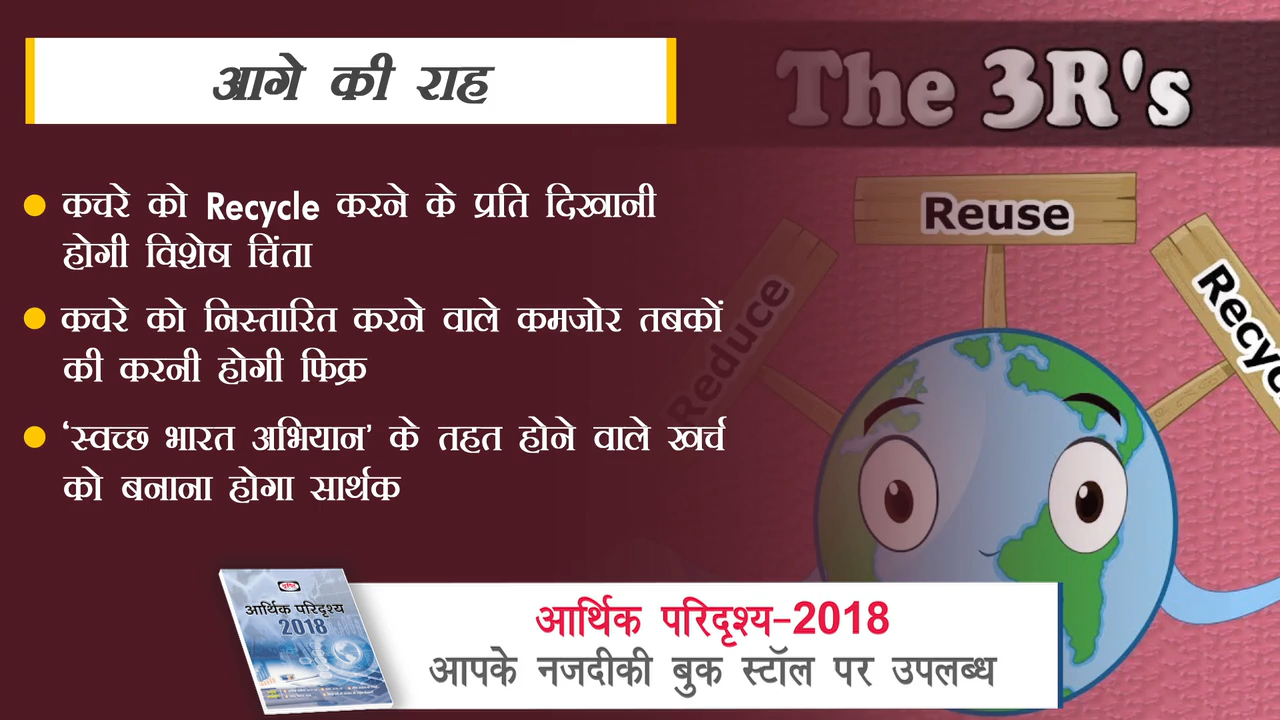 आगे की राह
The 3R's
कचरे को Recycle करने के प्रति दिखानी
होगी विशेष चिंता
कचरे को निस्तारित करने वाले कमजोर तबकों
की करनी होगी फिक्र
‘स्वच्छ भारत अभियान’ के तहत होने वाले खर्च
को बनाना होगा सार्थक
Reduce
Reuse
आर्थिक परिदृश्य
2018
आर्थिक परिदृश्य-2018
आपके नजदीकी बुक स्टॉल पर उपलब्ध